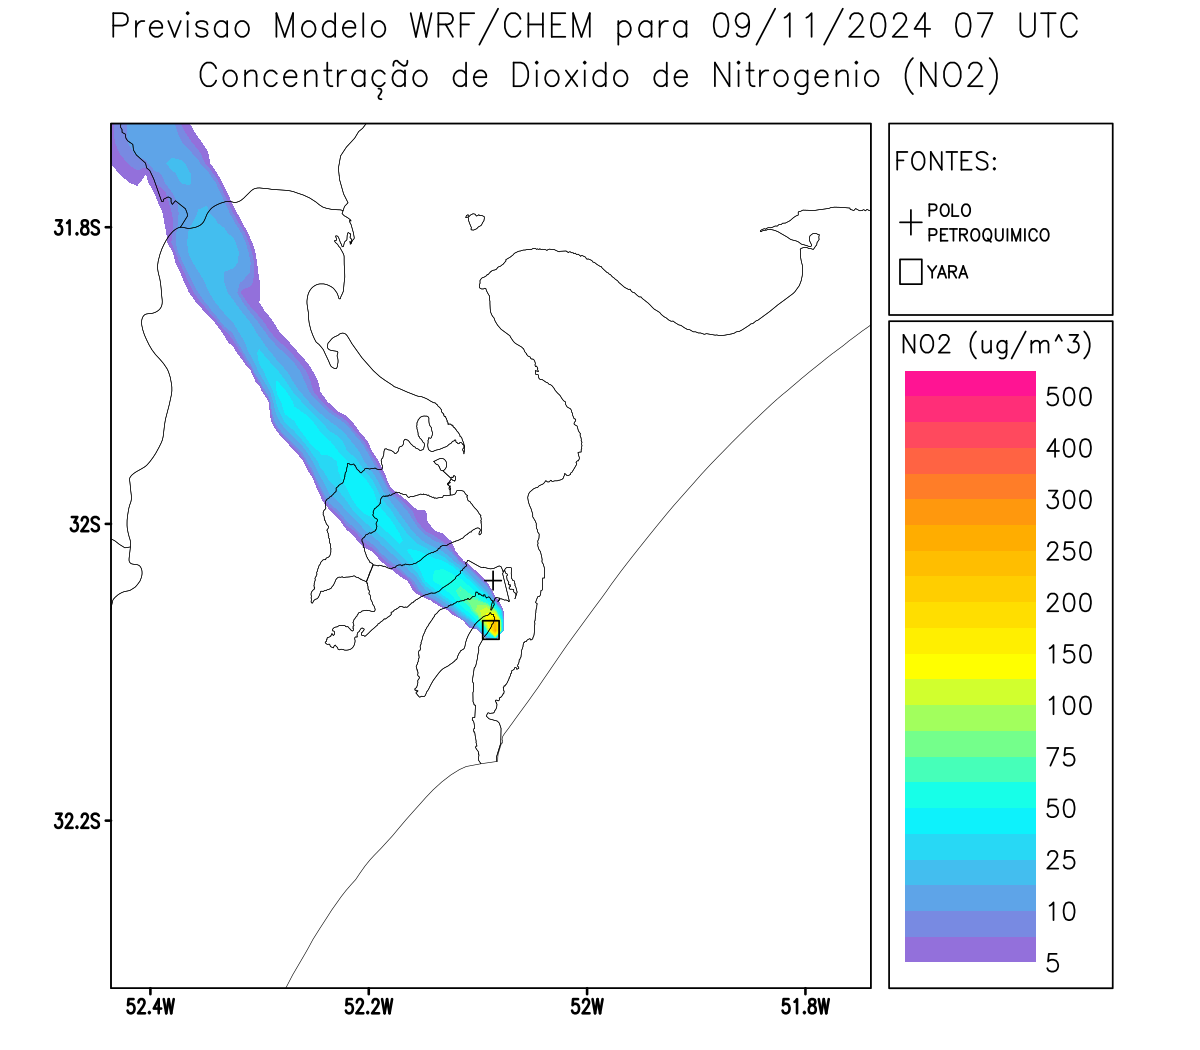 Previsao Modelo WRF/CHEM para 09/11/2024 07 UTC
Concentração de Dioxido de Nitrogenio (NO2)
FONTES:
POLO
PETROQUIMICO
YARA
NO2 (ug/m^3)
500
400
300
250
200
150
100
75
50
25
10
5
31.8S
32S
32.2S
52.4W
52.2W
52W
51.8W